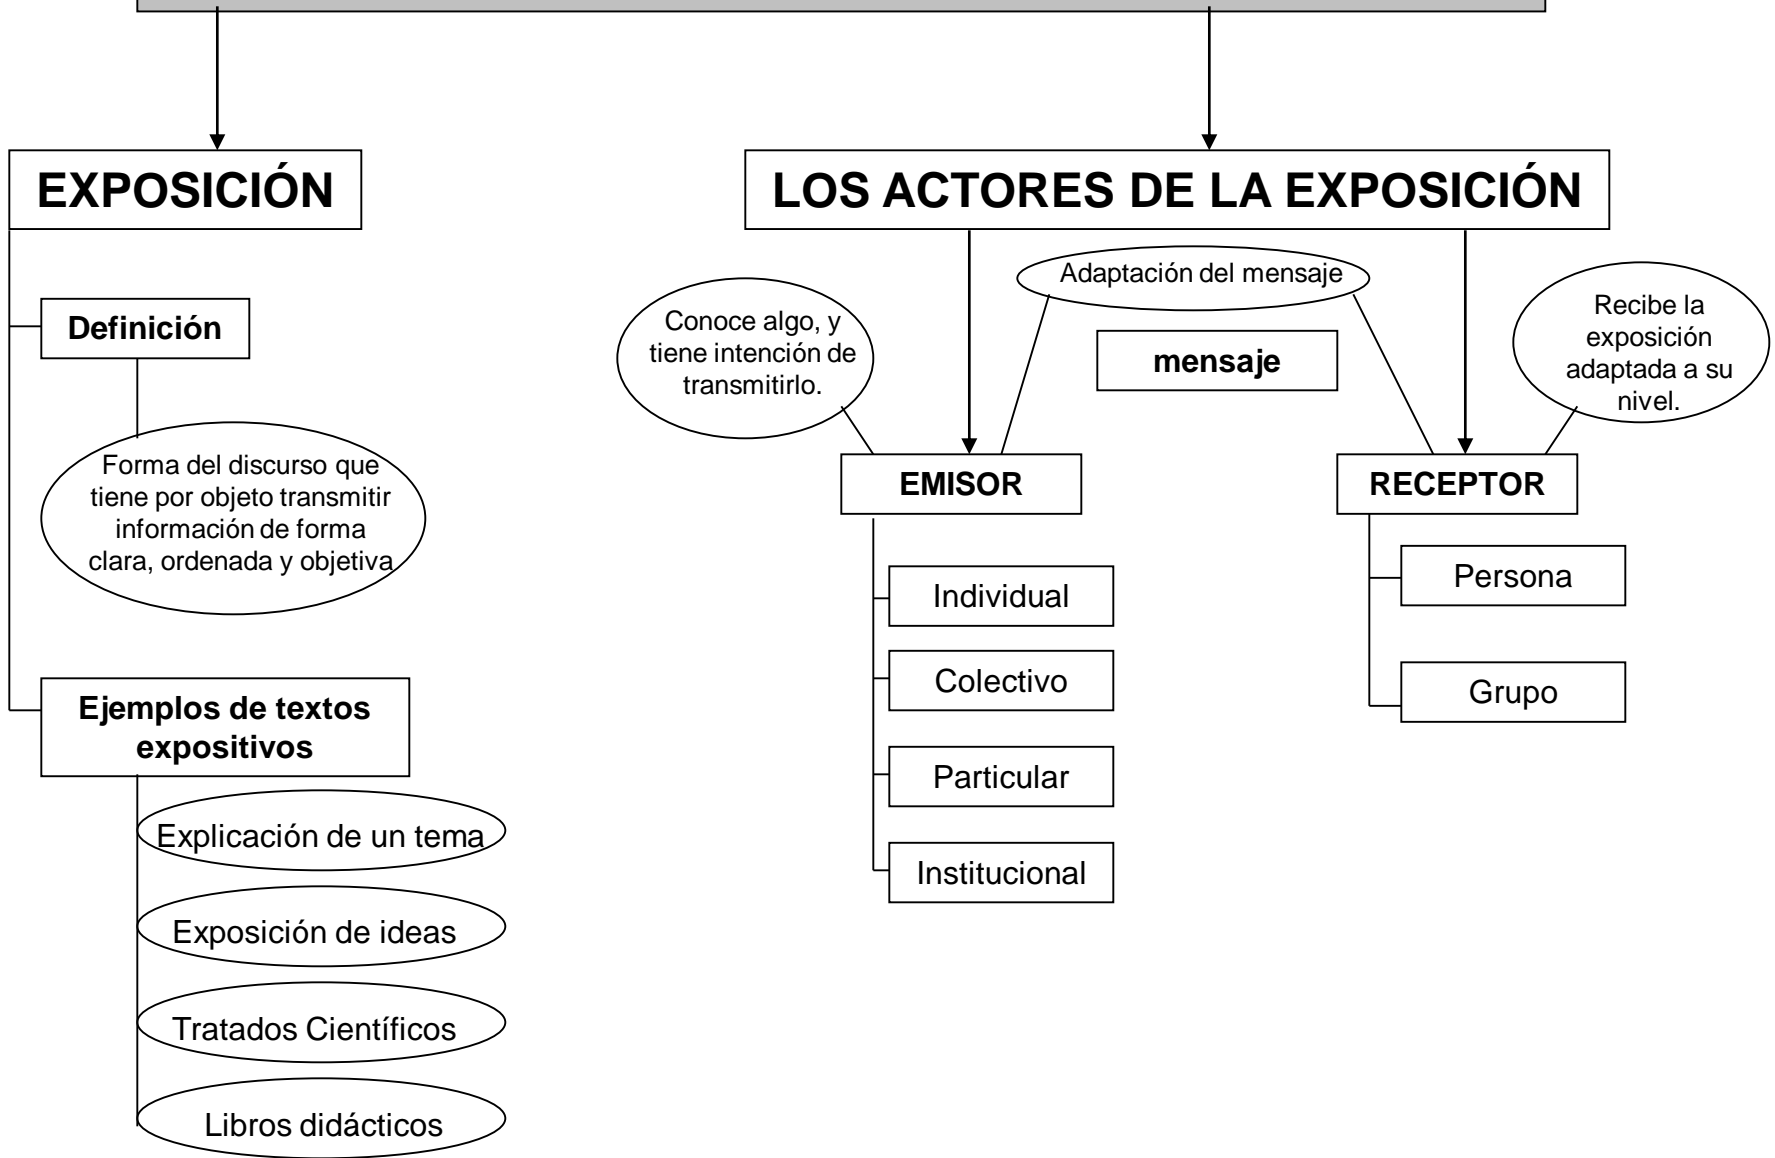 EXPOSICIÓN
Definición
Forma del discurso que
tiene por objeto transmitir
información de forma
clara, ordenada y objetiva
Ejemplos de textos
expositivos
Explicación de un tema
Exposición de ideas
Tratados Científicos
Libros didácticos
LOS ACTORES DE LA EXPOSICIÓN
Adaptación del mensaje
mensaje
Conoce algo, y
tiene intención de
transmitirlo.
EMISOR
Individual
Colectivo
Particular
Institucional
Recibe la
exposición
adaptada a su
nivel.
RECEPTOR
Persona
Grupo